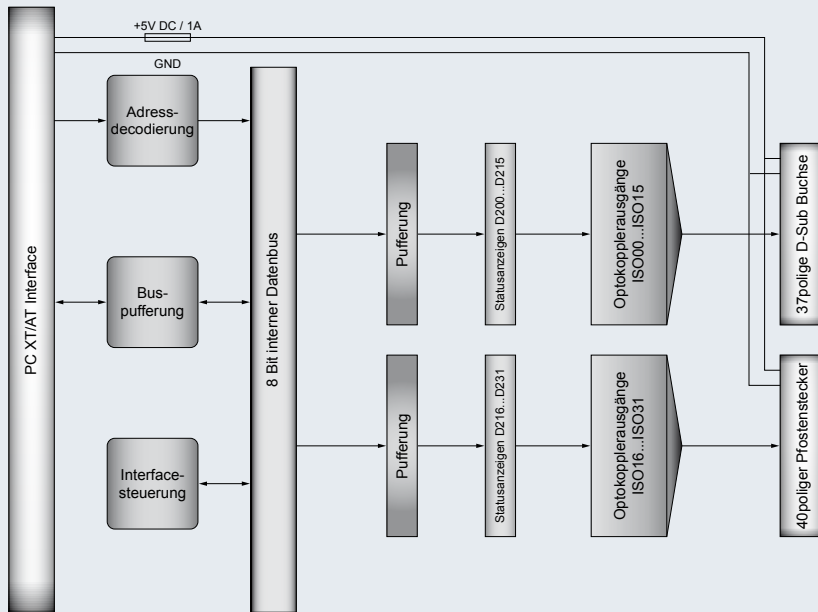 +5V DC / 1A
GND
PC XT/AT Interface
Adress-
decodierung
Bus-
pufferung
Interface-
steuerung
8 Bit interner Datenbus
Pufferung
Statusanzeigen D200...D215
Optokopplerausgänge
ISO00...ISO15
37polige D-Sub Buchse
Pufferung
Statusanzeigen D216...D231
Optokopplerausgänge
ISO16...ISO31
40poliger Pfostenstecker